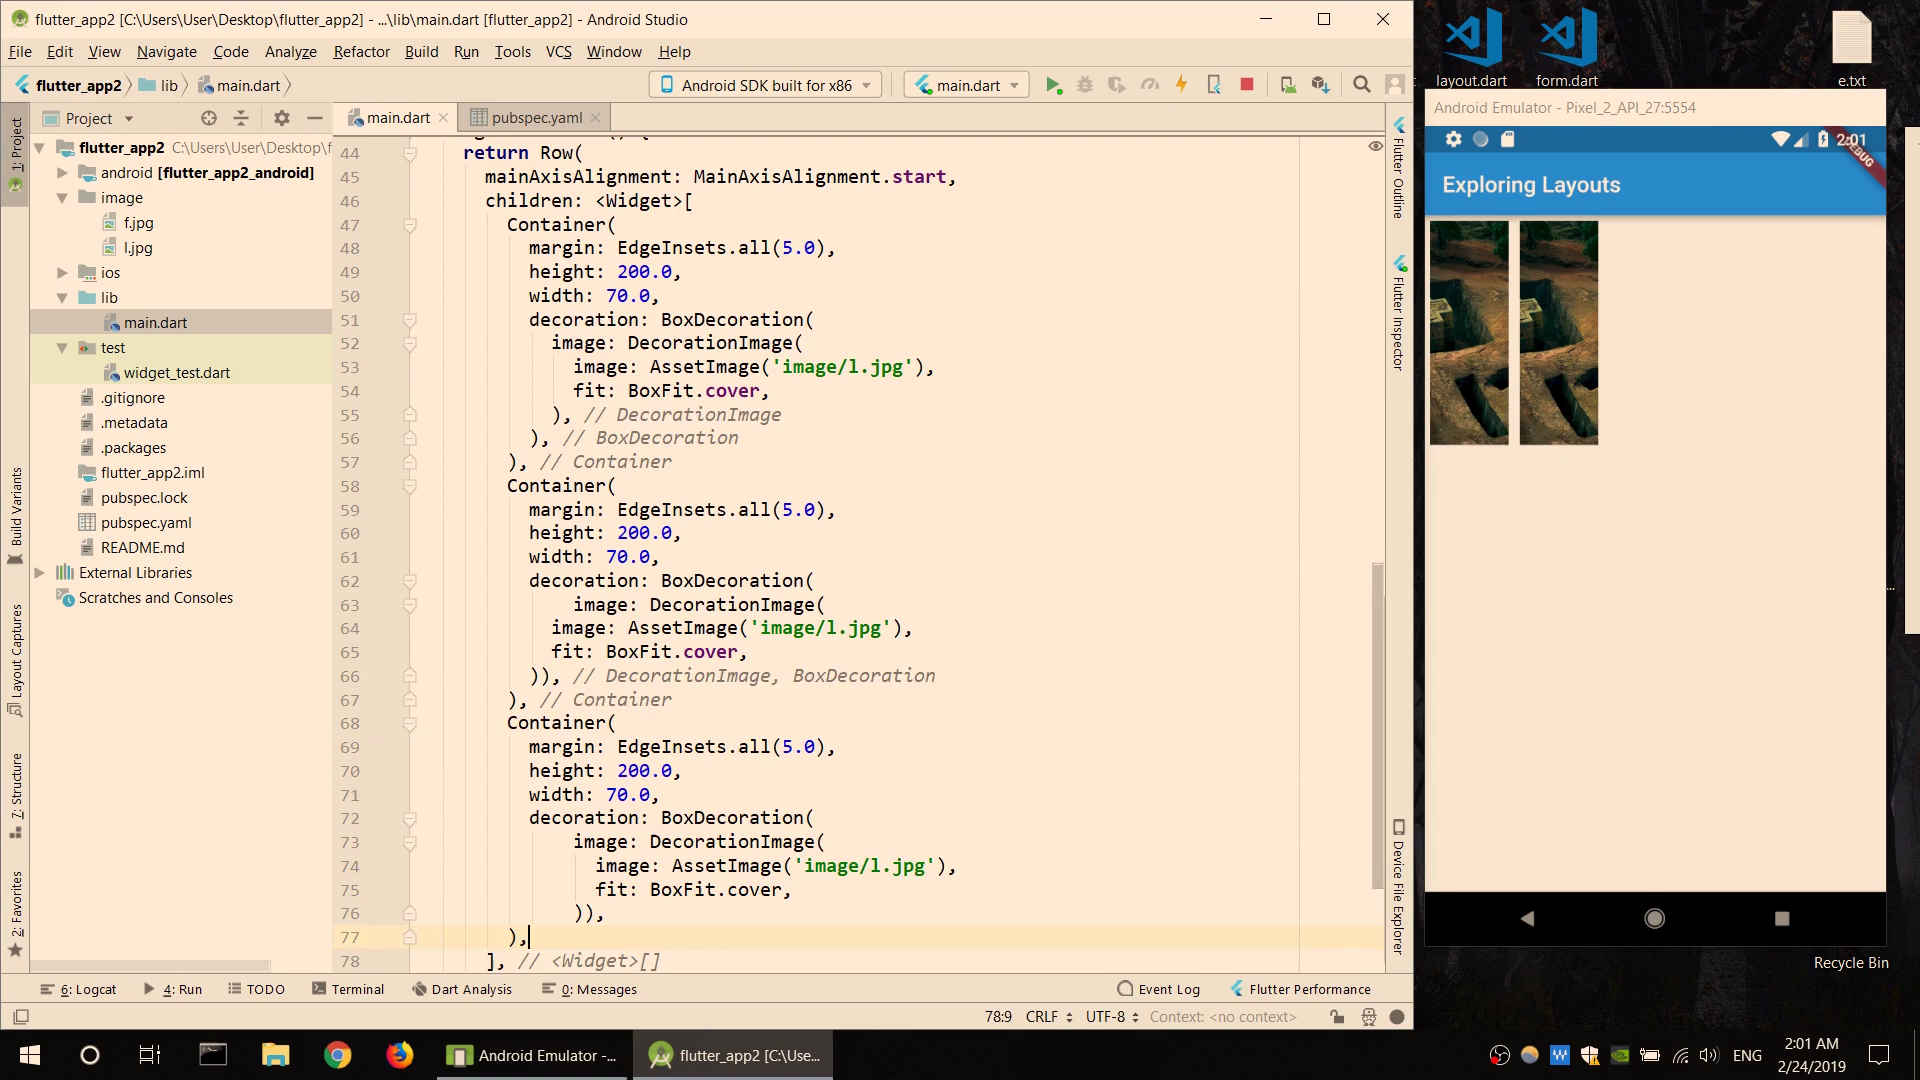 flutter_app2 [C:\Users\User\Desktop\flutter_app2] - ...\lib\main.dart [flutter_app2] - Android Studio
File Edit View Navigate Code Analyze Refactor Build Run Tools VCS Window Help
flutter_app2 lib main.dart Android SDK built for x86 main.dart
Project main.dart pubspec.yaml
1: Project
Build Variants
Layout Captures
7: Structure
2: Favorites
flutter_app2 C:\Users\User\Desktop\f
android [flutter_app2_android]
image
f.jpg
l.jpg
ios
lib
main.dart
test
widget_test.dart
.gitignore
.metadata
.packages
flutter_app2.iml
pubspec.lock
pubspec.yaml
README.md
External Libraries
Scratches and Consoles
44 return Row(
45 mainAxisAlignment: MainAxisAlignment.start,
46 children: <Widget>[
47 Container(
48 margin: EdgeInsets.all(5.0),
49 height: 200.0,
50 width: 70.0,
51 decoration: BoxDecoration(
52 image: DecorationImage(
53 image: AssetImage('image/l.jpg'),
54 fit: BoxFit.cover,
55 ), // DecorationImage
56 ), // BoxDecoration
57 ), // Container
58 Container(
59 margin: EdgeInsets.all(5.0),
60 height: 200.0,
61 width: 70.0,
62 decoration: BoxDecoration(
63 image: DecorationImage(
64 image: AssetImage('image/l.jpg'),
65 fit: BoxFit.cover,
66 )), // DecorationImage, BoxDecoration
67 ), // Container
68 Container(
69 margin: EdgeInsets.all(5.0),
70 height: 200.0,
71 width: 70.0,
72 decoration: BoxDecoration(
73 image: DecorationImage(
74 image: AssetImage('image/l.jpg'),
75 fit: BoxFit.cover,
76 )),
77 ),
78 ], // <Widget>[]
Flutter Outline
Flutter Inspector
Device File Explorer
6: Logcat 4: Run TODO Terminal Dart Analysis 0: Messages Event Log Flutter Performance
78:9 CRLF UTF-8 Context: <no context>
layout.dart form.dart e.txt
Android Emulator - Pixel_2_API_27:5554
2:01
DEBUG
Exploring Layouts
Recycle Bin
Android Emulator -... flutter_app2 [C:\Use... ENG 2:01 AM
2/24/2019